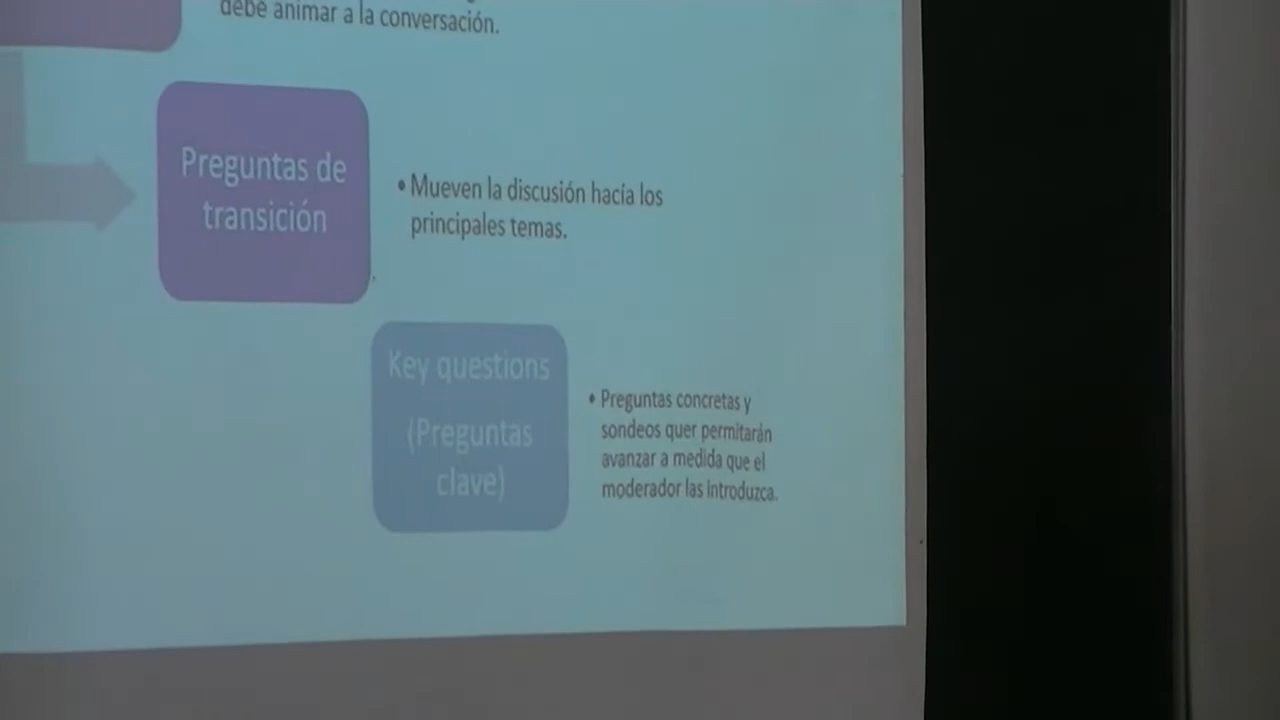 debe animar a la conversación.
Preguntas de
transición
• Mueven la discusión hacía los
principales temas.
Key questions
(Preguntas
clave)
• Preguntas concretas y
sondeos quer permitarán
avanzar a medida que el
moderador las introduzca.